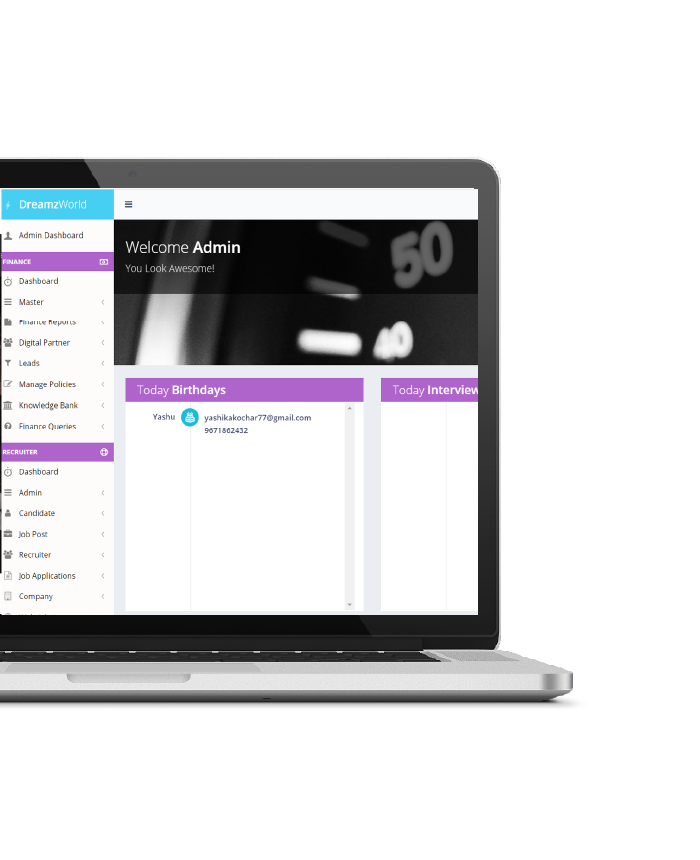 DreamzWorld
Admin Dashboard
FINANCE
Dashboard
Master
Finance Reports
Digital Partner
Leads
Manage Policies
Knowledge Bank
Finance Queries
RECRUITER
Dashboard
Admin
Candidate
Job Post
Recruiter
Job Applications
Company
Welcome Admin
You Look Awesome!
50
40
Today Birthdays
Yashu
yashikakochar77@gmail.com
9671862432
Today Interview